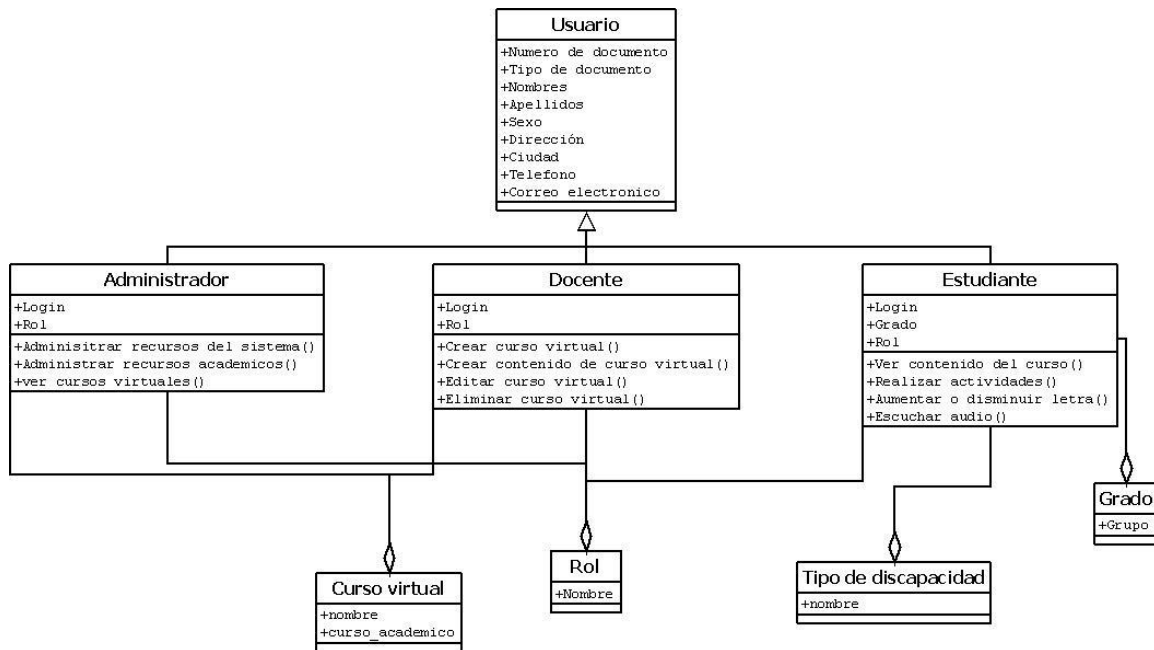 Usuario
+Numero de documento
+Tipo de documento
+Nombres
+Apellidos
+Sexo
+Dirección
+Ciudad
+Telefono
+Correo electronico
Administrador
+Login
+Rol
+Adminisitrar recursos del sistema()
+Administrar recursos academicos()
+ver cursos virtuales()
Docente
+Login
+Rol
+Crear curso virtual()
+Crear contenido de curso virtual()
+Editar curso virtual()
+Eliminar curso virtual()
Estudiante
+Login
+Grado
+Rol
+Ver contenido del curso()
+Realizar actividades()
+Aumentar o disminuir letra()
+Escuchar audio()
Grado
+Grupo
Curso virtual
+nombre
+curso_academico
Rol
+Nombre
Tipo de discapacidad
+nombre